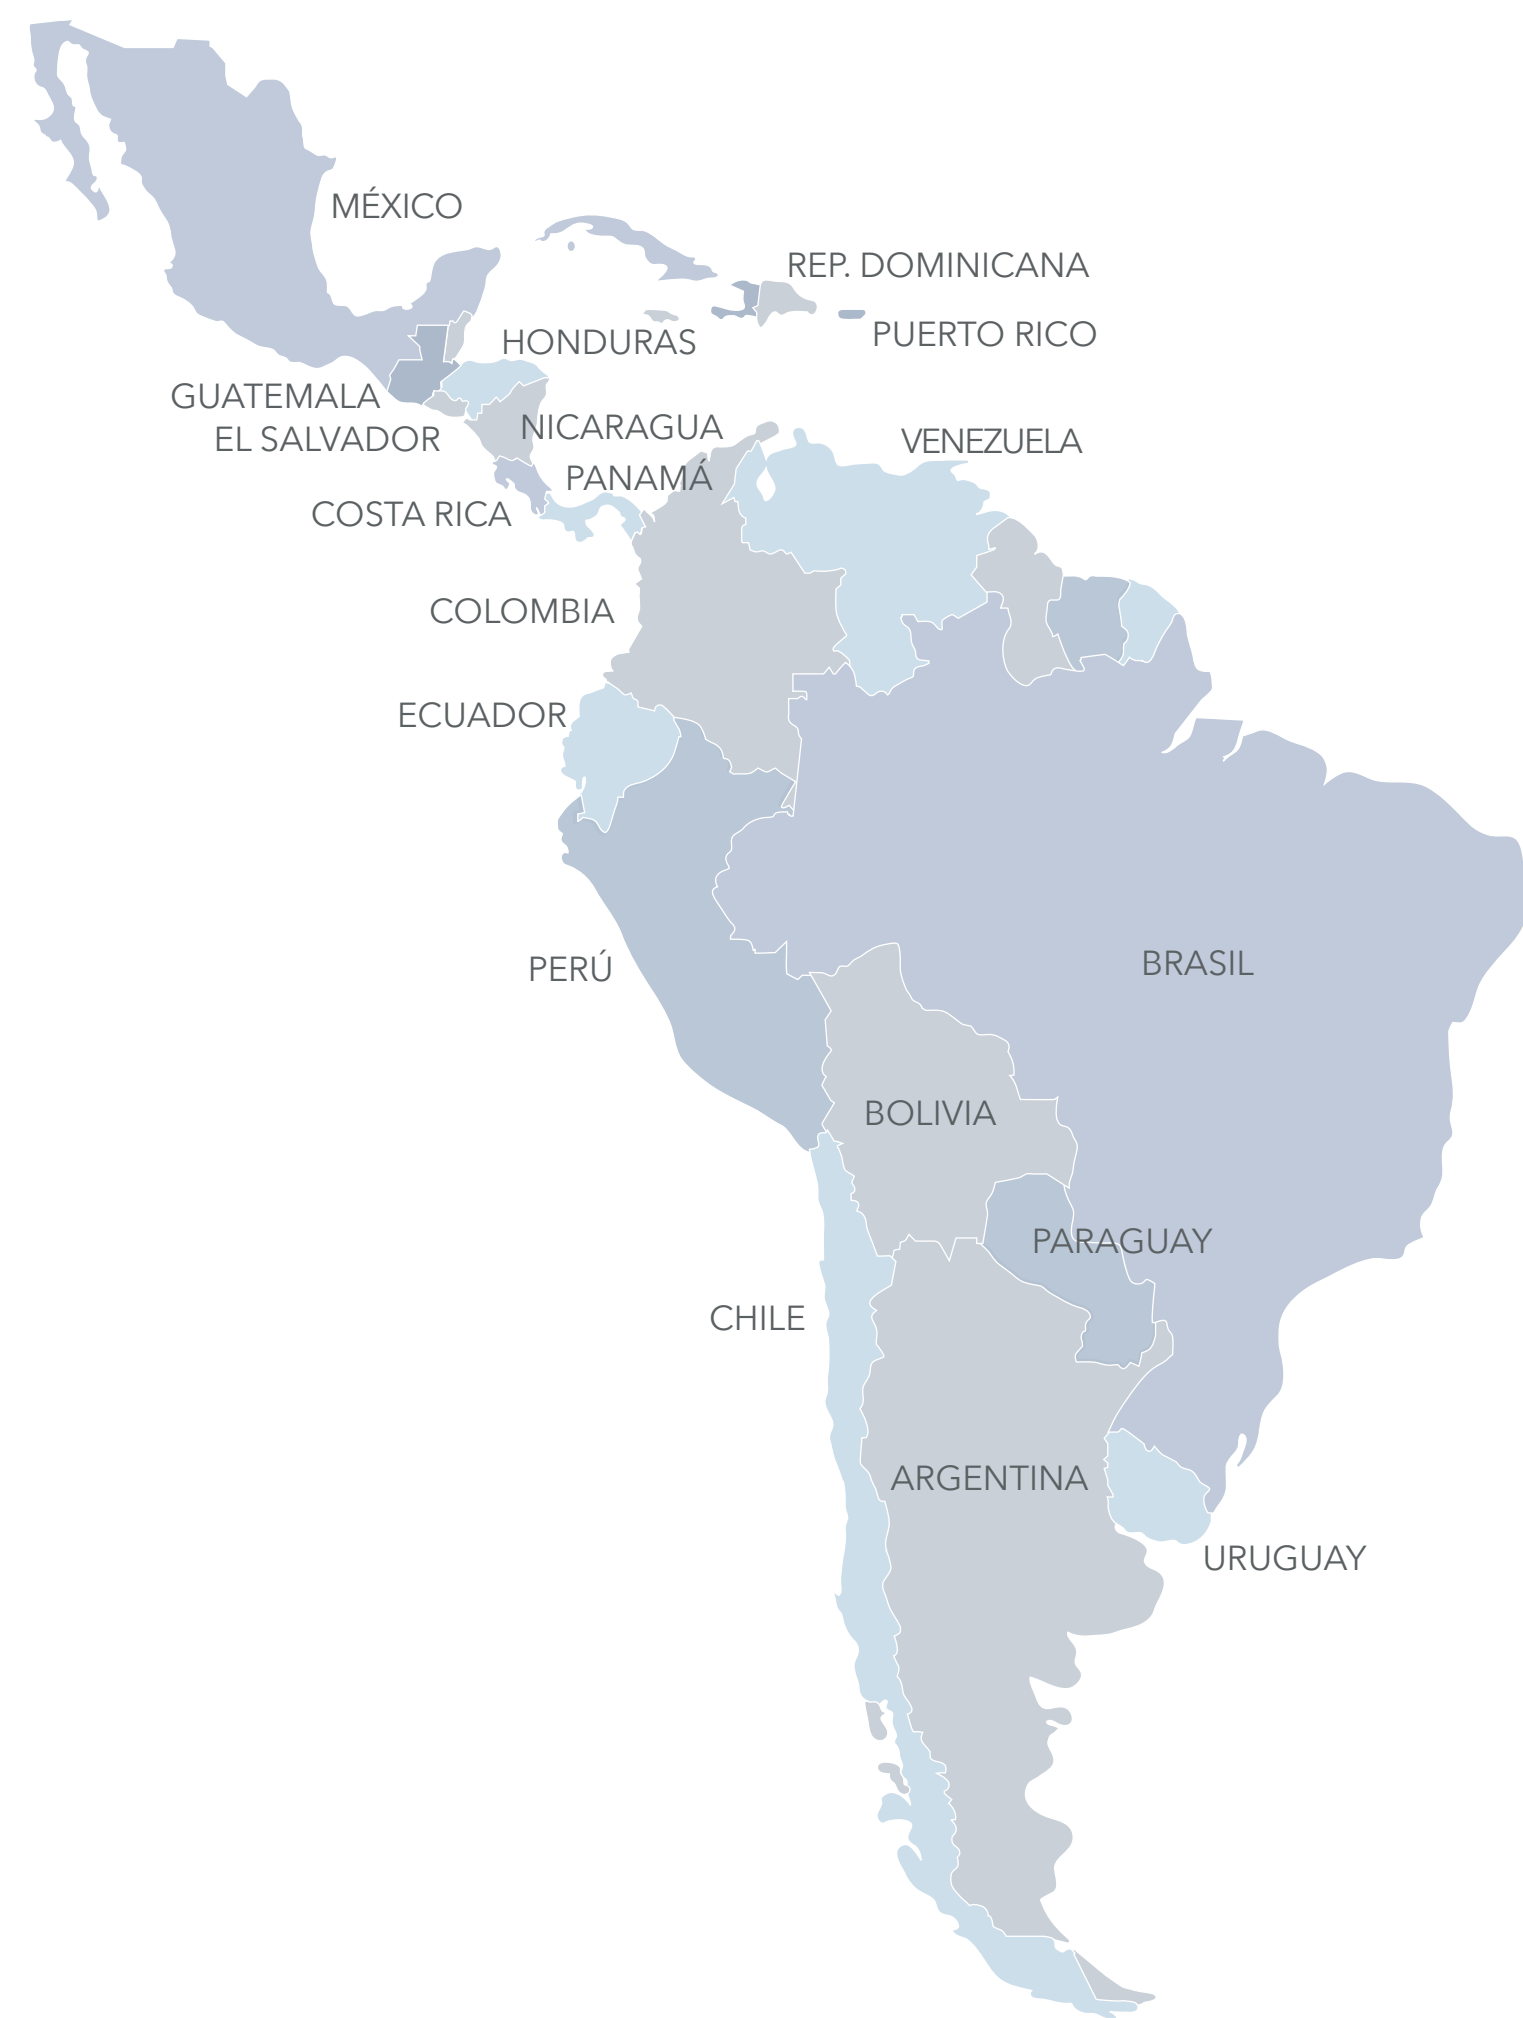 MÉXICO
REP. DOMINICANA
PUERTO RICO
HONDURAS
GUATEMALA
NICARAGUA
EL SALVADOR
VENEZUELA
PANAMÁ
COSTA RICA
COLOMBIA
ECUADOR
BRASIL
PERÚ
BOLIVIA
PARAGUAY
CHILE
ARGENTINA
URUGUAY